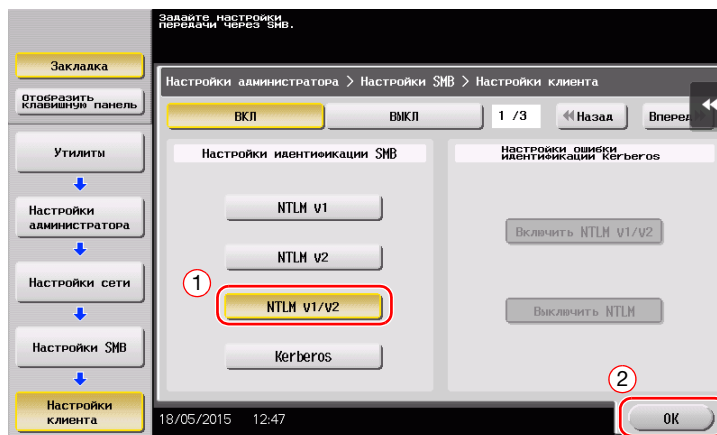 Задайте настройки
передачи через SMB.
Закладка
Отобразить
клавишную панель
Утилиты
Настройки
администратора
Настройки сети
Настройки SMB
Настройки
клиента
Настройки администратора > Настройки SMB > Настройки клиента
ВКЛ
ВЫКЛ
1 /3
Назад
Вперед
Настройки идентификации SMB
NTLM v1
NTLM v2
1
NTLM v1/v2
Kerberos
Настройки ошибки
идентификации Kerberos
Включить NTLM v1/v2
Выключить NTLM
2
18/05/2015 12:47
OK